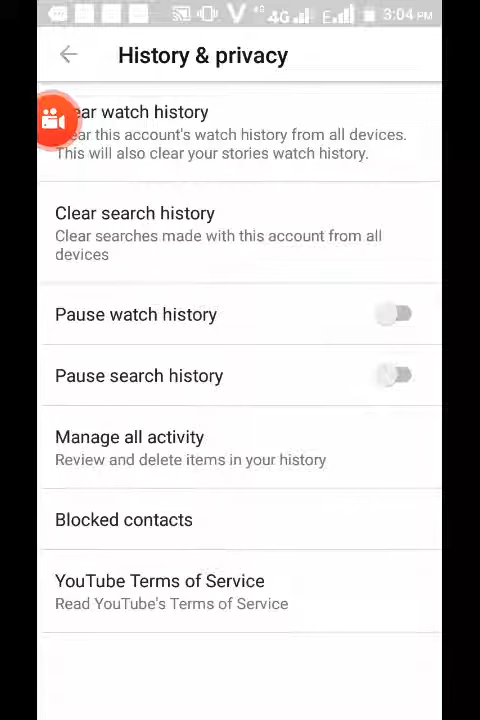 4G
E
3:04 PM
History & privacy
ear watch history
ear this account's watch history from all devices.
This will also clear your stories watch history.
Clear search history
Clear searches made with this account from all
devices
Pause watch history
Pause search history
Manage all activity
Review and delete items in your history
Blocked contacts
YouTube Terms of Service
Read YouTube's Terms of Service